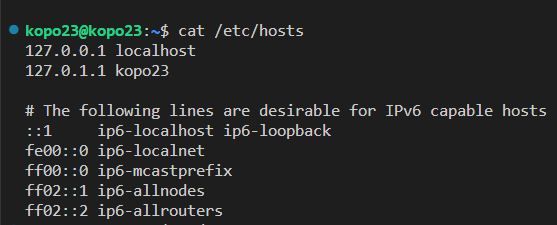 kopo23@kopo23:~$ cat /etc/hosts
127.0.0.1 localhost
127.0.1.1 kopo23
# The following lines are desirable for IPv6 capable hosts
::1     ip6-localhost ip6-loopback
fe00::0 ip6-localnet
ff00::0 ip6-mcastprefix
ff02::1 ip6-allnodes
ff02::2 ip6-allrouters